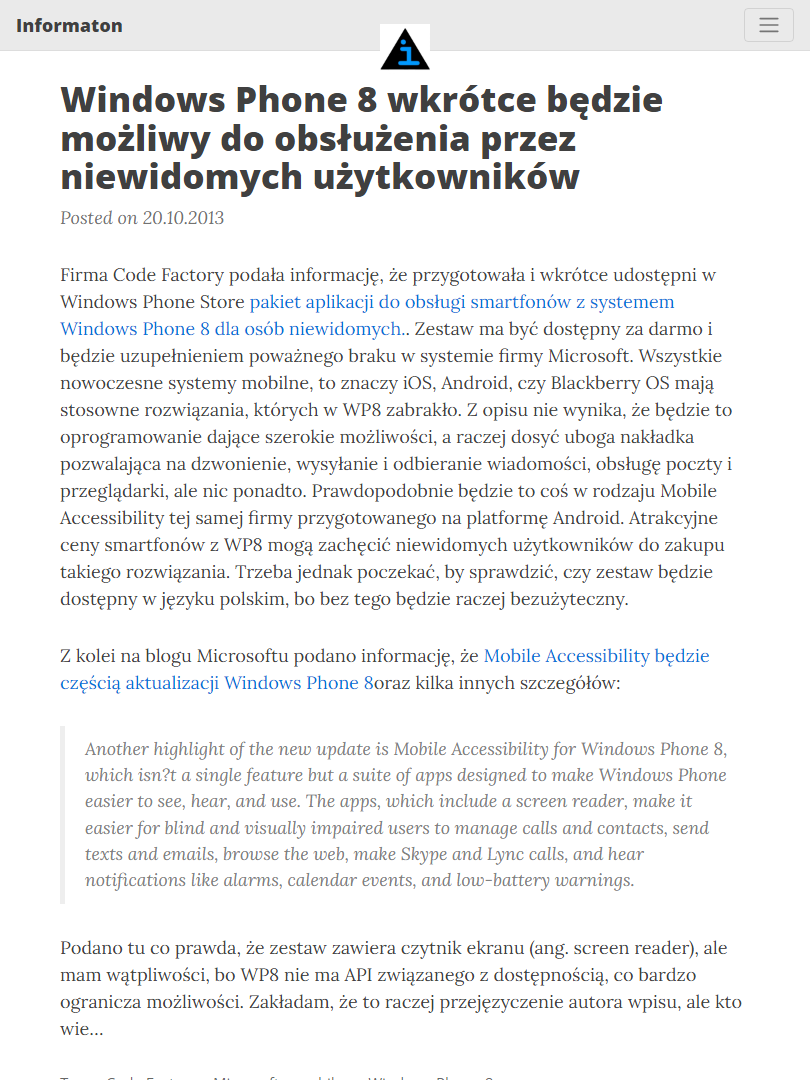 Informaton
i
Windows Phone 8 wkrótce będzie
możliwy do obsłużenia przez
niewidomych użytkowników
Posted on 20.10.2013
Firma Code Factory podała informację, że przygotowała i wkrótce udostępni w
Windows Phone Store pakiet aplikacji do obsługi smartfonów z systemem
Windows Phone 8 dla osób niewidomych.. Zestaw ma być dostępny za darmo i
będzie uzupełnieniem poważnego braku w systemie firmy Microsoft. Wszystkie
nowoczesne systemy mobilne, to znaczy iOS, Android, czy Blackberry OS mają
stosowne rozwiązania, których w WP8 zabrakło. Z opisu nie wynika, że będzie to
oprogramowanie dające szerokie możliwości, a raczej dosyć uboga nakładka
pozwalająca na dzwonienie, wysyłanie i odbieranie wiadomości, obsługę poczty i
przeglądarki, ale nic ponadto. Prawdopodobnie będzie to coś w rodzaju Mobile
Accessibility tej samej firmy przygotowanego na platformę Android. Atrakcyjne
ceny smartfonów z WP8 mogą zachęcić niewidomych użytkowników do zakupu
takiego rozwiązania. Trzeba jednak poczekać, by sprawdzić, czy zestaw będzie
dostępny w języku polskim, bo bez tego będzie raczej bezużyteczny.
Z kolei na blogu Microsoftu podano informację, że Mobile Accessibility będzie
częścią aktualizacji Windows Phone 8oraz kilka innych szczegółów:
Another highlight of the new update is Mobile Accessibility for Windows Phone 8,
which isn?t a single feature but a suite of apps designed to make Windows Phone
easier to see, hear, and use. The apps, which include a screen reader, make it
easier for blind and visually impaired users to manage calls and contacts, send
texts and emails, browse the web, make Skype and Lync calls, and hear
notifications like alarms, calendar events, and low-battery warnings.
Podano tu co prawda, że zestaw zawiera czytnik ekranu (ang. screen reader), ale
mam wątpliwości, bo WP8 nie ma API związanego z dostępnością, co bardzo
ogranicza możliwości. Zakładam, że to raczej przejęzyczenie autora wpisu, ale kto
wie…